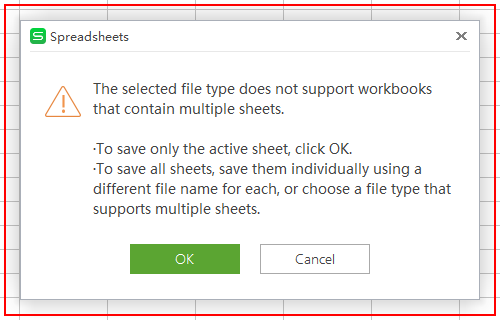 Spreadsheets
The selected file type does not support workbooks
that contain multiple sheets.
·To save only the active sheet, click OK.
·To save all sheets, save them individually using a
different file name for each, or choose a file type that
supports multiple sheets.
OK
Cancel